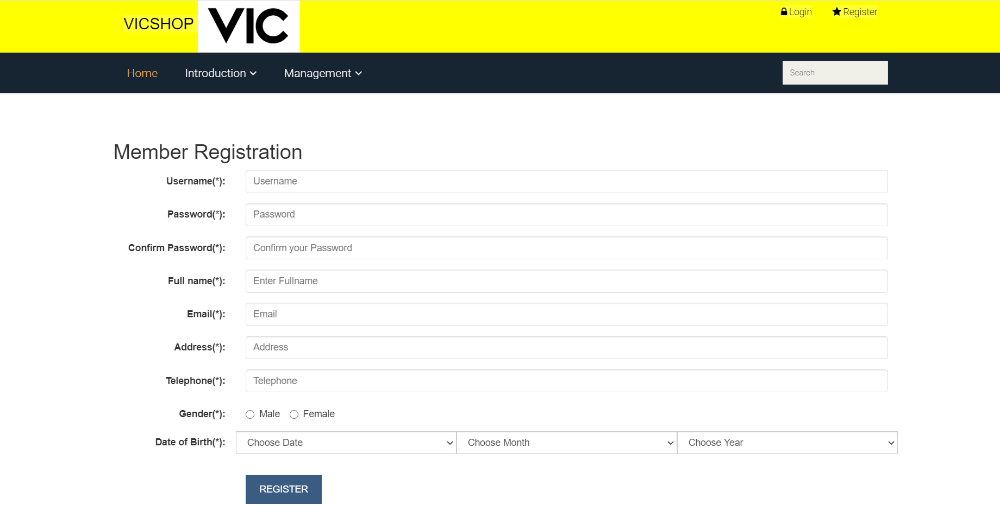 VICSHOP VIC Login Register
Home Introduction Management Search
Member Registration
Username(*): Username
Password(*): Password
Confirm Password(*): Confirm your Password
Full name(*): Enter Fullname
Email(*): Email
Address(*): Address
Telephone(*): Telephone
Gender(*): Male Female
Date of Birth(*): Choose Date Choose Month Choose Year
REGISTER